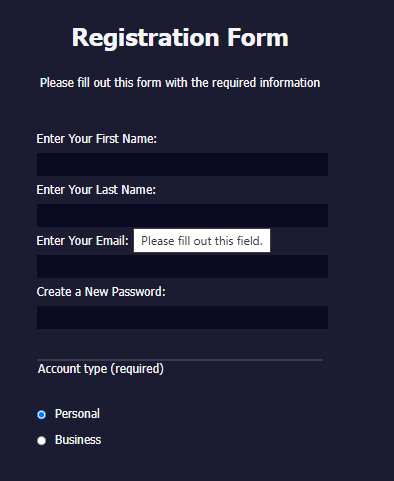 Registration Form
Please fill out this form with the required information
Enter Your First Name:
Enter Your Last Name:
Enter Your Email:
Please fill out this field.
Create a New Password:
Account type (required)
Personal
Business